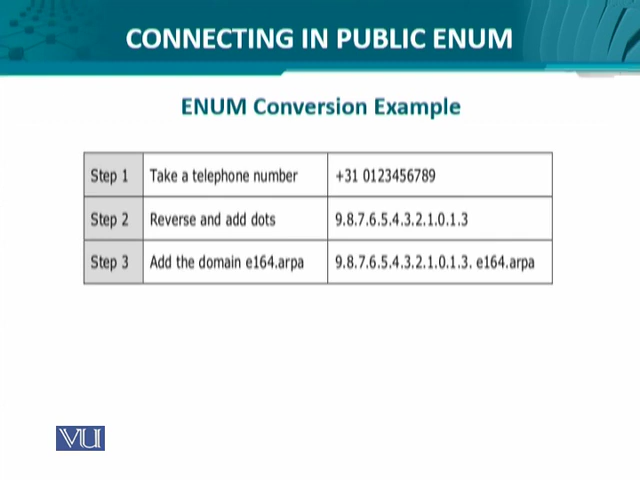 CONNECTING IN PUBLIC ENUM
ENUM Conversion Example
Step 1 Take a telephone number +31 0123456789
Step 2 Reverse and add dots 9.8.7.6.5.4.3.2.1.0.1.3
Step 3 Add the domain e164.arpa 9.8.7.6.5.4.3.2.1.0.1.3. e164.arpa
VU